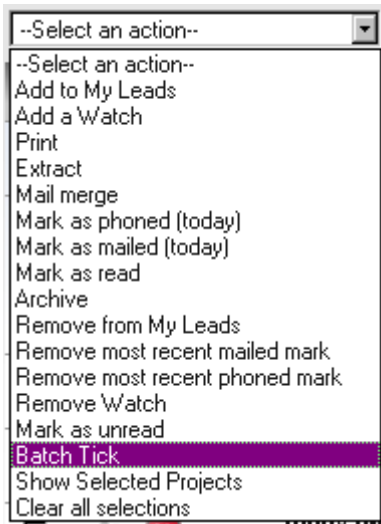 --Select an action--
--Select an action--
Add to My Leads
Add a Watch
Print
Extract
Mail merge
Mark as phoned (today)
Mark as mailed (today)
Mark as read
Archive
Remove from My Leads
Remove most recent mailed mark
Remove most recent phoned mark
Remove Watch
Mark as unread
Batch Tick
Show Selected Projects
Clear all selections